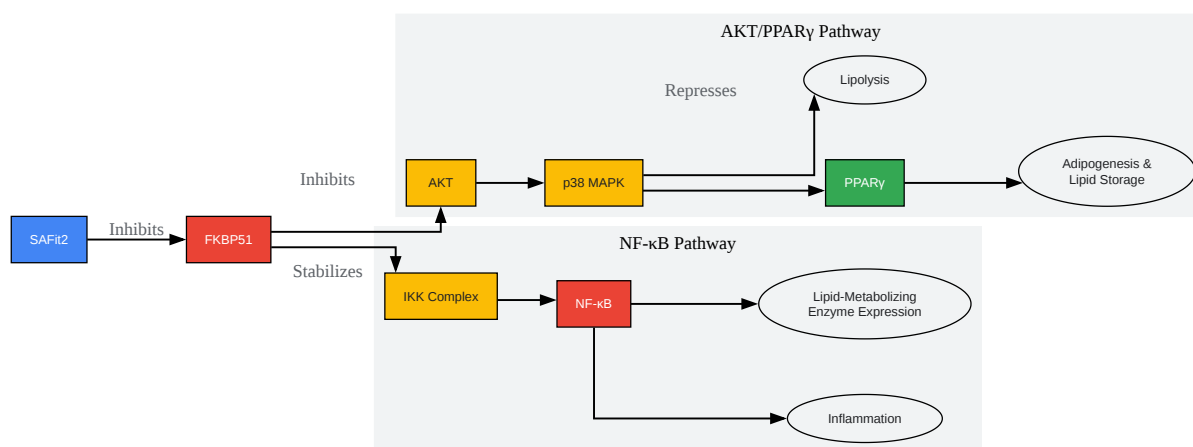 AKT/PPARγ Pathway
Lipolysis
Represses
Inhibits
AKT
p38 MAPK
PPARγ
Adipogenesis &
Lipid Storage
SAFit2
Inhibits
FKBP51
Stabilizes
NF-κB Pathway
IKK Complex
NF-κB
Lipid-Metabolizing
Enzyme Expression
Inflammation